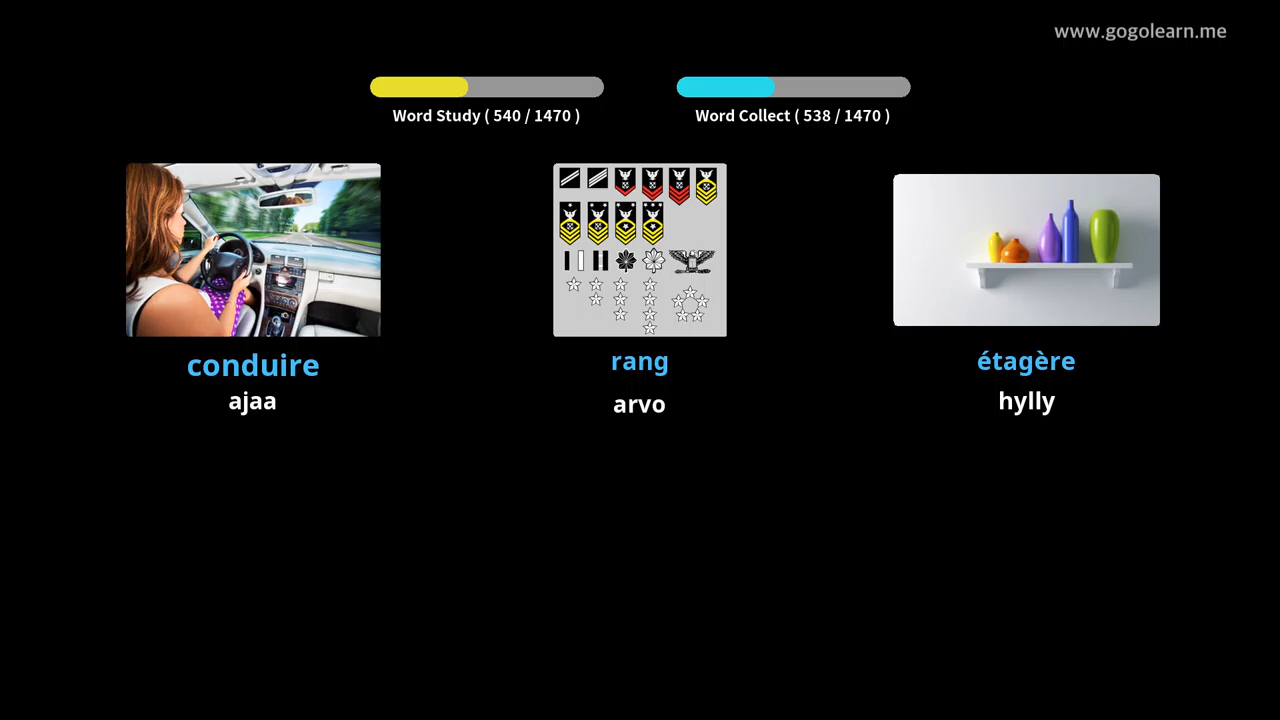 www.gogolearn.me
Word Study ( 540 / 1470 )
Word Collect ( 538 / 1470 )
conduire
ajaa
rang
arvo
étagère
hylly